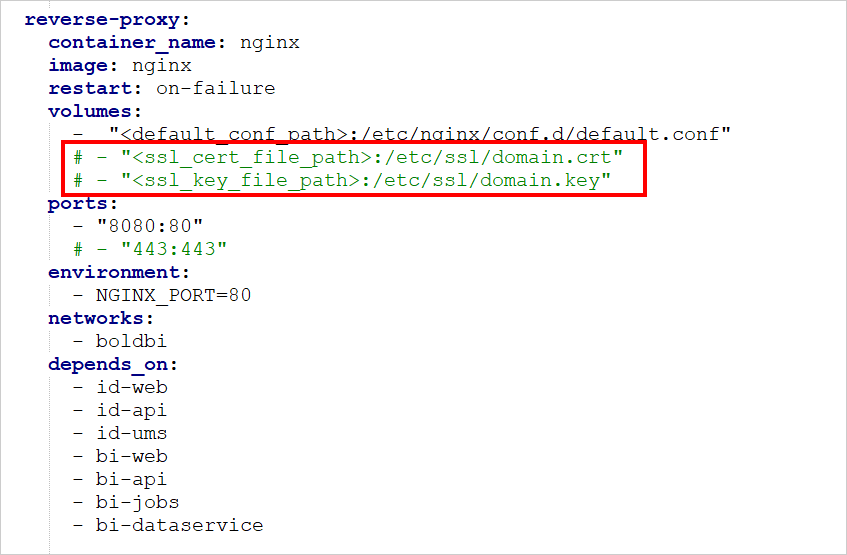 reverse-proxy:
  container_name: nginx
  image: nginx
  restart: on-failure
  volumes:
    -  "<default_conf_path>:/etc/nginx/conf.d/default.conf"
    # - "<ssl_cert_file_path>:/etc/ssl/domain.crt"
    # - "<ssl_key_file_path>:/etc/ssl/domain.key"
  ports:
    - "8080:80"
    # - "443:443"
  environment:
    - NGINX_PORT=80
  networks:
    - boldbi
  depends_on:
    - id-web
    - id-api
    - id-ums
    - bi-web
    - bi-api
    - bi-jobs
    - bi-dataservice